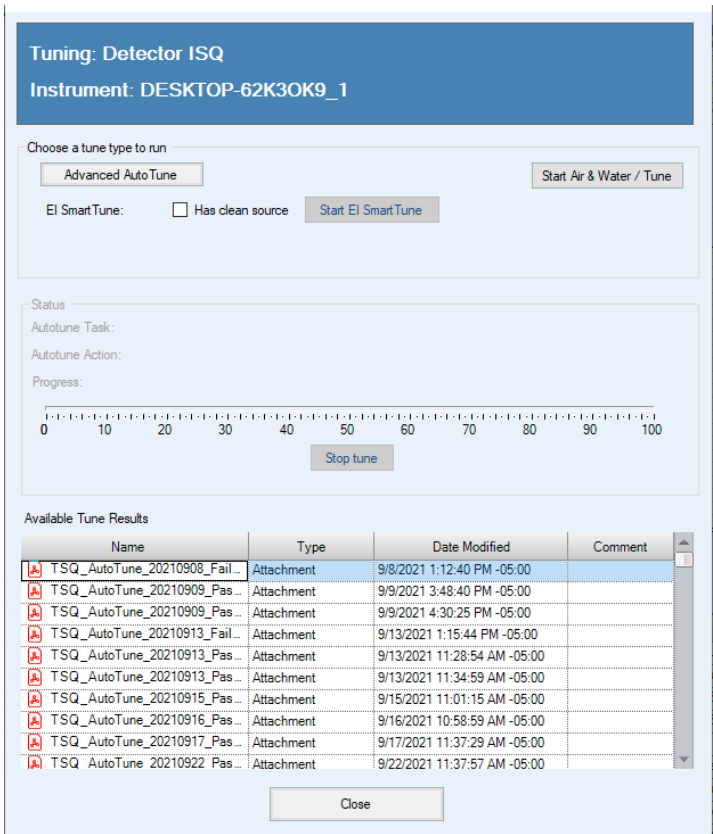 Tuning: Detector ISQ
Instrument: DESKTOP-62K3OK9_1
Choose a tune type to run
Advanced AutoTune
Start Air & Water / Tune
EI SmartTune:
Has clean source
Start EI SmartTune
Status
Autotune Task:
Autotune Action:
Progress:
0 10 20 30 40 50 60 70 80 90 100
Stop tune
Available Tune Results
Name Type Date Modified Comment
TSQ_AutoTune_20210908_Fail... Attachment 9/8/2021 1:12:40 PM -05:00
TSQ_AutoTune_20210909_Pas... Attachment 9/9/2021 3:48:40 PM -05:00
TSQ_AutoTune_20210909_Pas... Attachment 9/9/2021 4:30:25 PM -05:00
TSQ_AutoTune_20210913_Fail... Attachment 9/13/2021 1:15:44 PM -05:00
TSQ_AutoTune_20210913_Pas... Attachment 9/13/2021 11:28:54 AM -05:00
TSQ_AutoTune_20210913_Pas... Attachment 9/13/2021 11:34:59 AM -05:00
TSQ_AutoTune_20210915_Pas... Attachment 9/15/2021 11:01:15 AM -05:00
TSQ_AutoTune_20210916_Pas... Attachment 9/16/2021 10:58:59 AM -05:00
TSQ_AutoTune_20210917_Pas... Attachment 9/17/2021 11:37:29 AM -05:00
TSQ_AutoTune_20210922_Pas... Attachment 9/22/2021 11:37:57 AM -05:00
Close